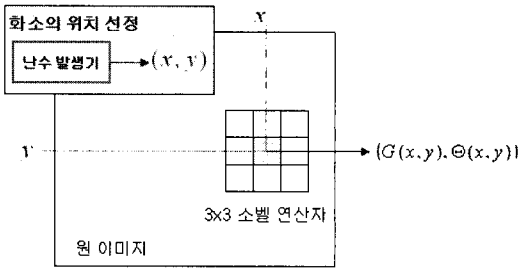 화소의 위치 선정
난수 발생기
(x, y)
x
y
{G(x,y), Θ(x,y)}
3x3 소벨 연산자
원 이미지